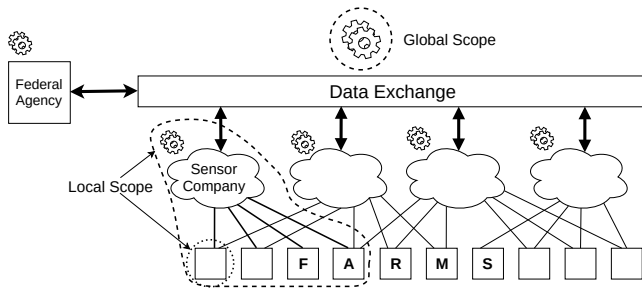 Global Scope
Federal
Agency
Data Exchange
Sensor
Company
Local Scope
F A R M S